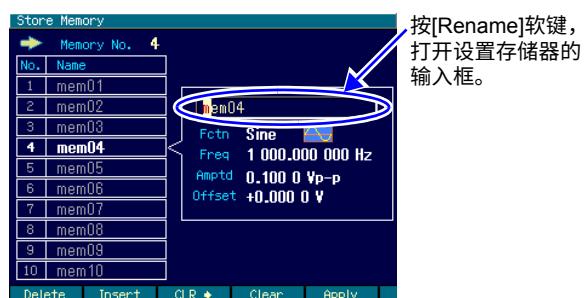 Store Memory
Memory No. 4
No. Name
1 mem01
2 mem02
3 mem03
4 mem04
5 mem05
6 mem06
7 mem07
8 mem08
9 mem09
10 mem10
mem04
Fctn Sine
Freq 1 000.000 000 Hz
Amptd 0.100 0 Vp-p
Offset +0.000 0 V
Delete Insert CLR Clear Apply
按[Rename]软键，
打开设置存储器的
输入框。